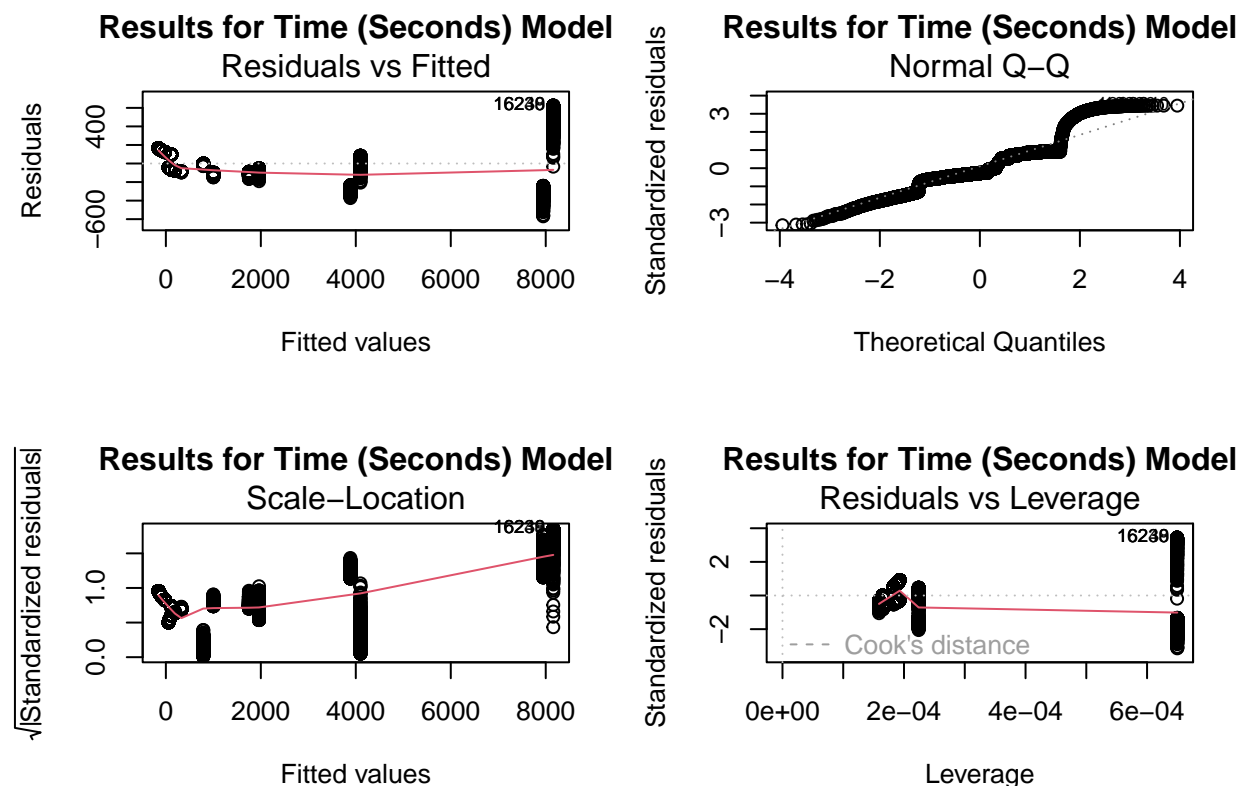 Results for Time (Seconds) Model
Residuals vs Fitted
Residuals
400
−600
0 2000 4000 6000 8000
Fitted values
Results for Time (Seconds) Model
Normal Q−Q
Standardized residuals
3
0
−3
−4 −2 0 2 4
Theoretical Quantiles
Results for Time (Seconds) Model
Scale−Location
√|Standardized residuals|
1.0
0.0
0 2000 4000 6000 8000
Fitted values
Results for Time (Seconds) Model
Residuals vs Leverage
Standardized residuals
2
−2
Cook's distance
0e+00 2e−04 4e−04 6e−04
Leverage